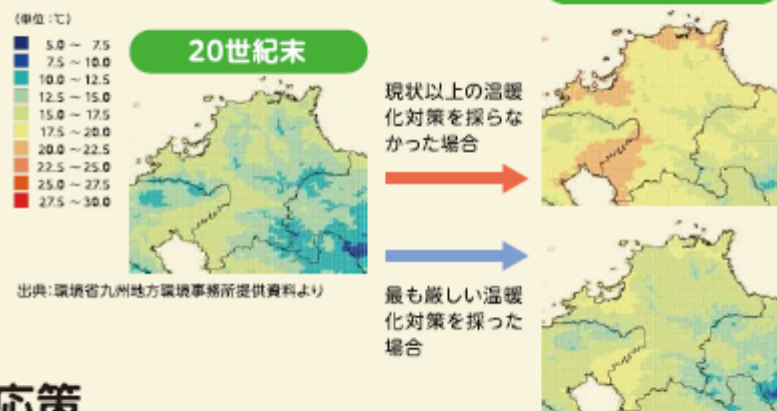 (単位:℃)
5.0 ~ 7.5
7.5 ~ 10.0
10.0 ~ 12.5
12.5 ~ 15.0
15.0 ~ 17.5
17.5 ~ 20.0
20.0 ~ 22.5
22.5 ~ 25.0
25.0 ~ 27.5
27.5 ~ 30.0
20世紀末
出典:環境省九州地方環境事務所提供資料より
現状以上の温暖
化対策を採らな
かった場合
最も厳しい温暖
化対策を採った
場合
応策